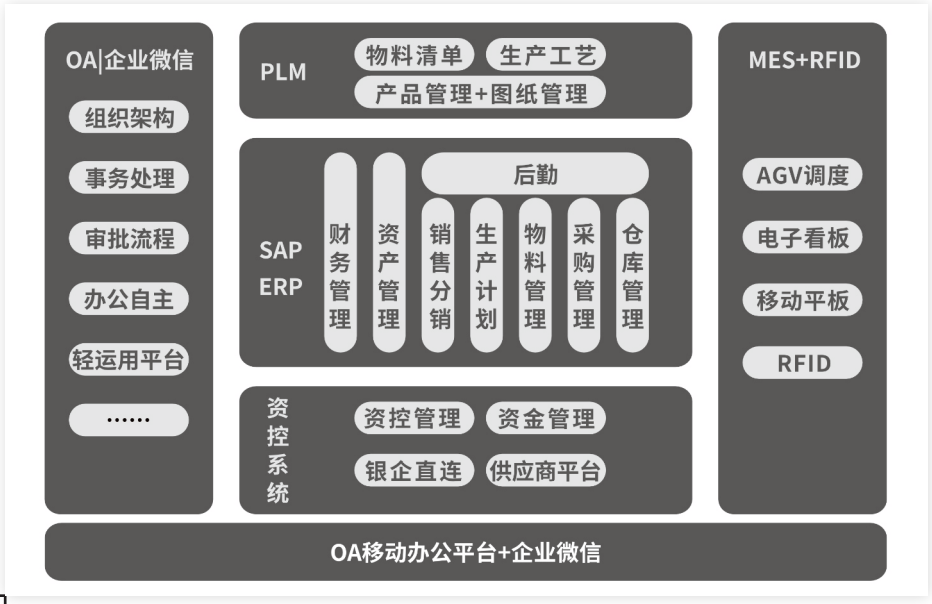 OA|企业微信
组织架构
事务处理
审批流程
办公自主
轻运用平台
······
PLM
物料清单
生产工艺
产品管理+图纸管理
SAP
ERP
财务管理
资产管理
后勤
销售分销
生产计划
物料管理
采购管理
仓库管理
资控系统
资控管理
资金管理
银企直连
供应商平台
MES+RFID
AGV调度
电子看板
移动平板
RFID
OA移动办公平台+企业微信